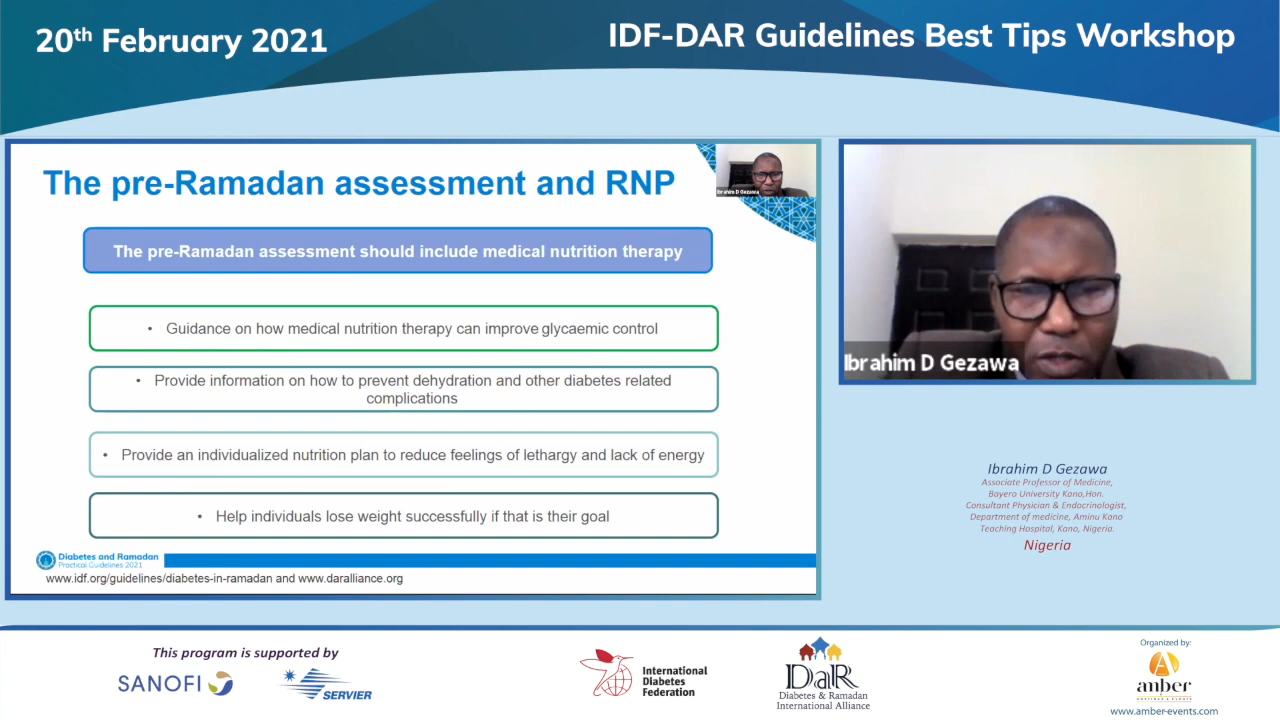 20th February 2021
IDF-DAR Guidelines Best Tips Workshop
The pre-Ramadan assessment and RNP
Ibrahim D Gezawa
The pre-Ramadan assessment should include medical nutrition therapy
• Guidance on how medical nutrition therapy can improve glycaemic control
• Provide information on how to prevent dehydration and other diabetes related
complications
• Provide an individualized nutrition plan to reduce feelings of lethargy and lack of energy
• Help individuals lose weight successfully if that is their goal
Diabetes and Ramadan
Practical Guidelines 2021
www.idf.org/guidelines/diabetes-in-ramadan and www.daralliance.org
Ibrahim D Gezawa
Ibrahim D Gezawa
Associate Professor of Medicine,
Bayero University Kano,Hon.
Consultant Physician & Endocrinologist,
Department of medicine, Aminu Kano
Teaching Hospital, Kano, Nigeria.
Nigeria
This program is supported by
SANOFI
SERVIER
International
Diabetes
Federation
DaR
Diabetes & Ramadan
International Alliance
Organized by:
anber
www.amber-events.com